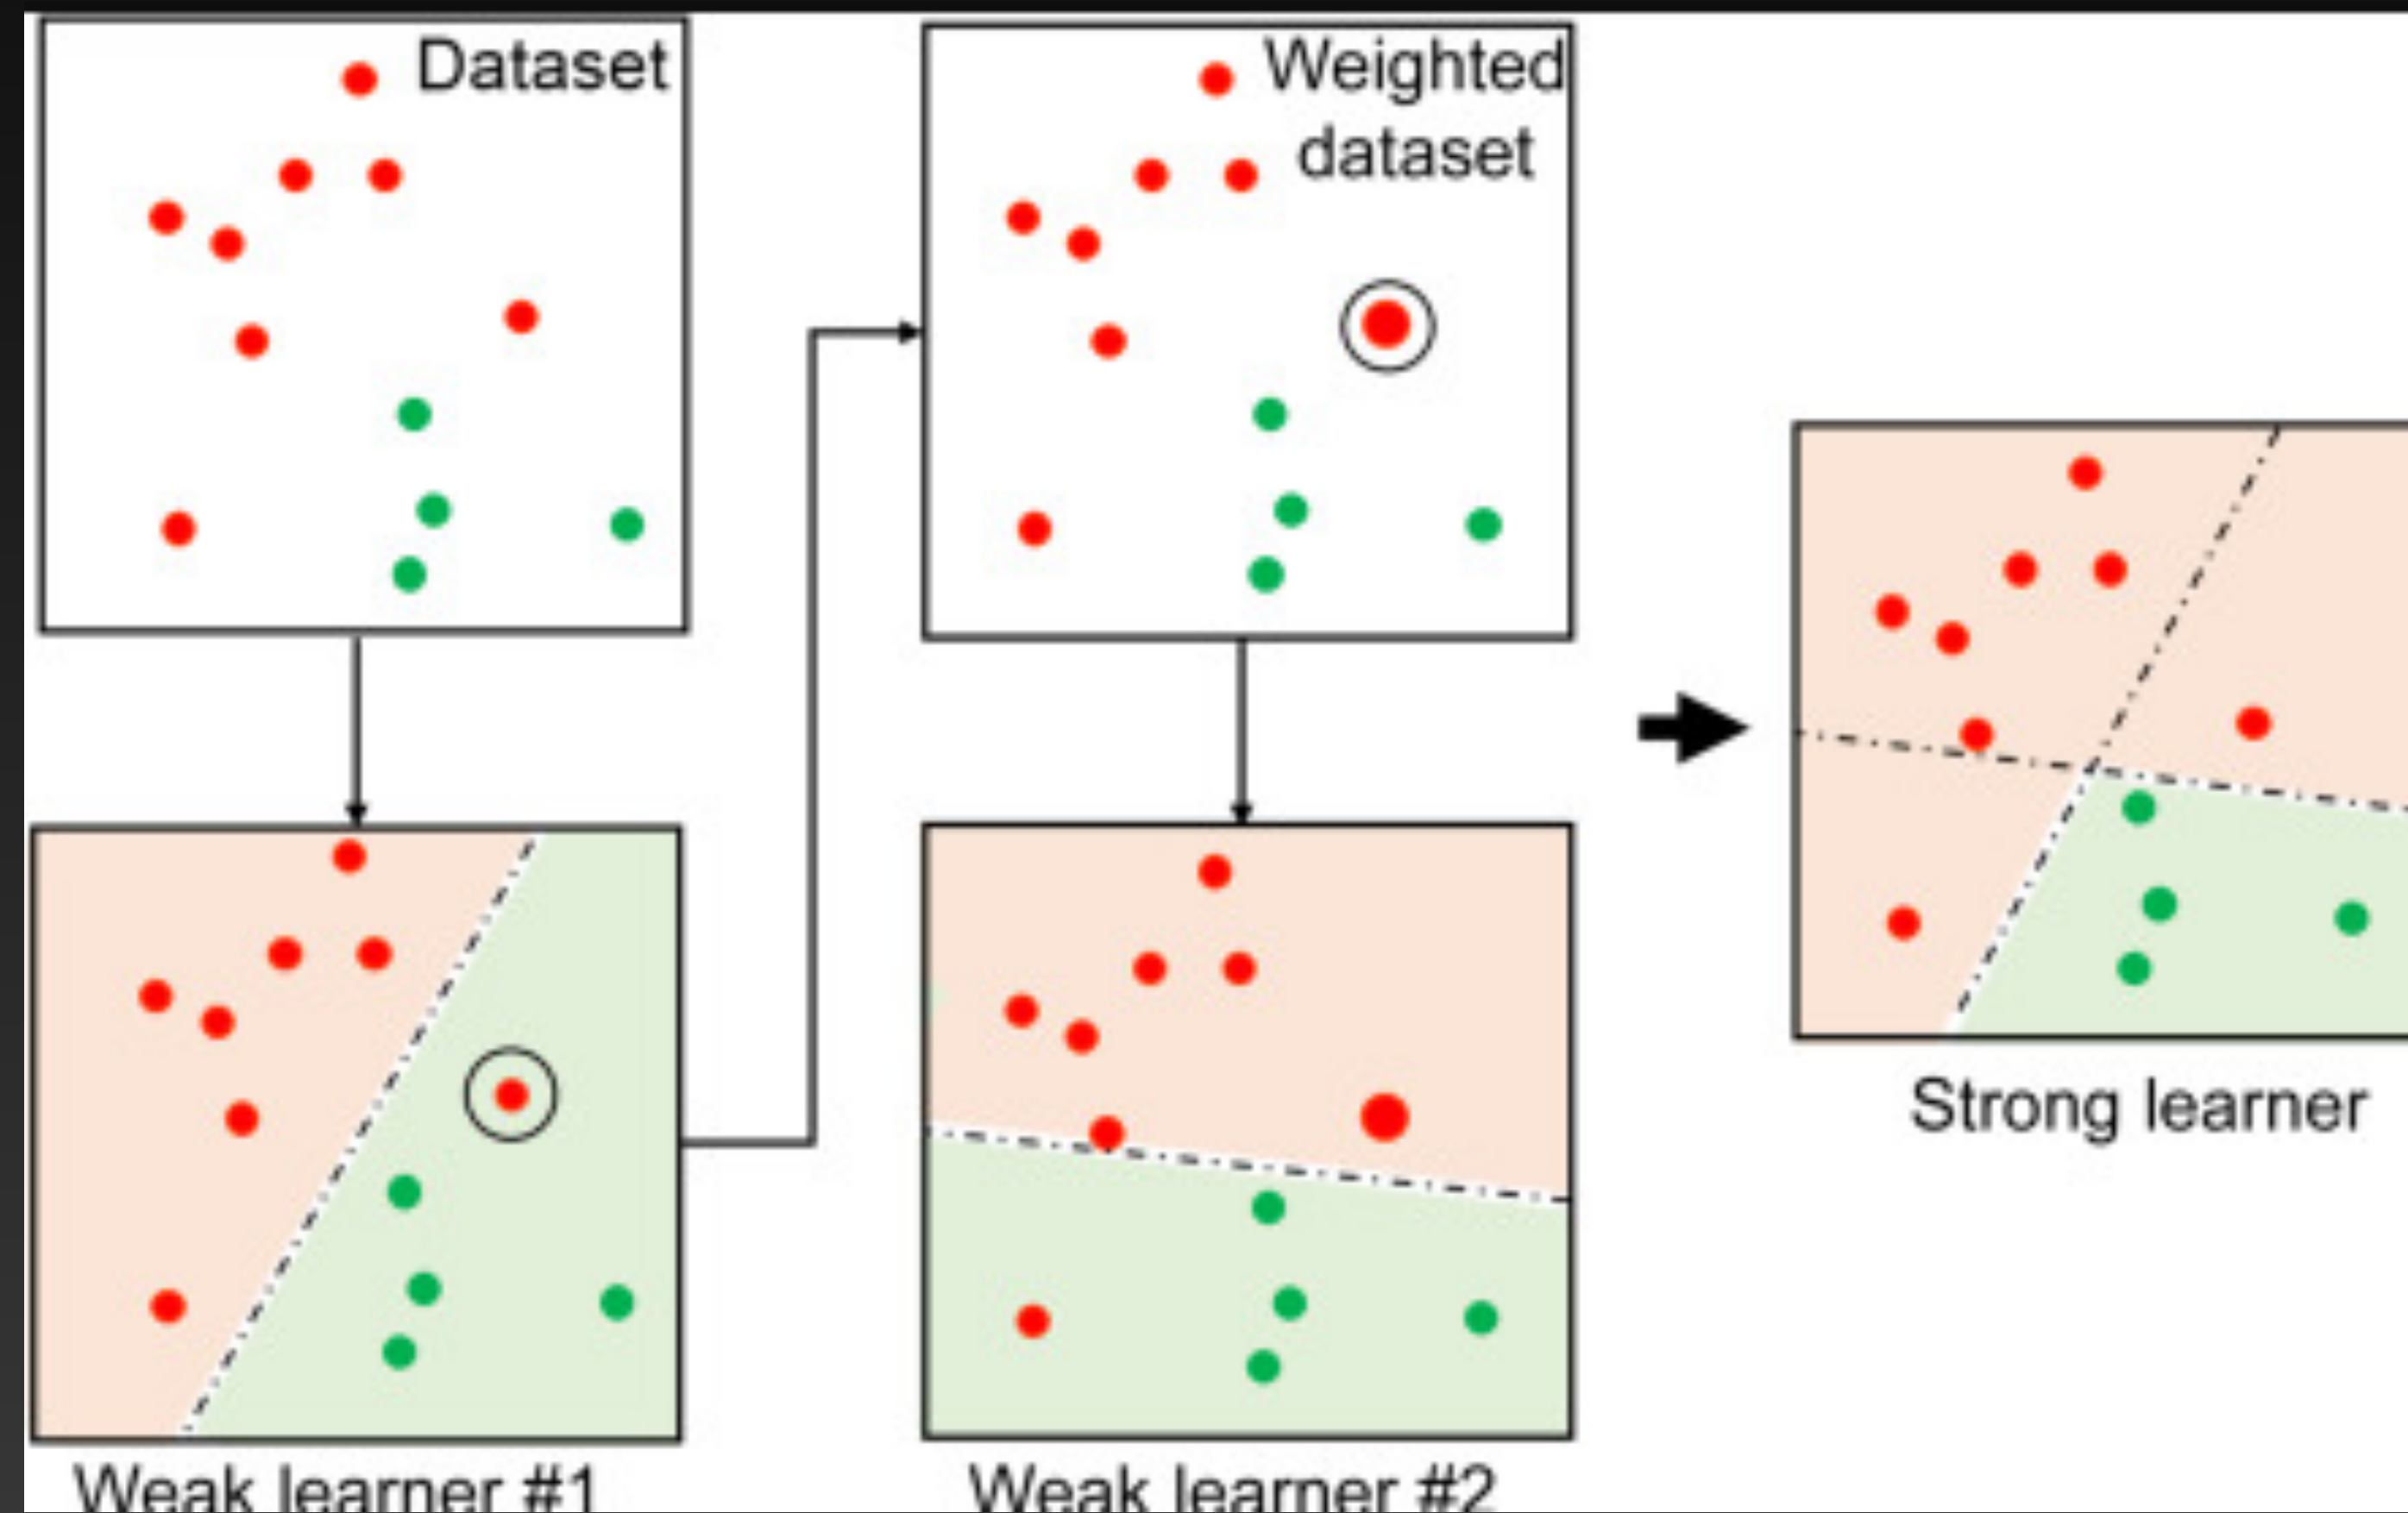 Dataset
Weighted
dataset
Strong learner
Weak learner #1
Weak learner #2